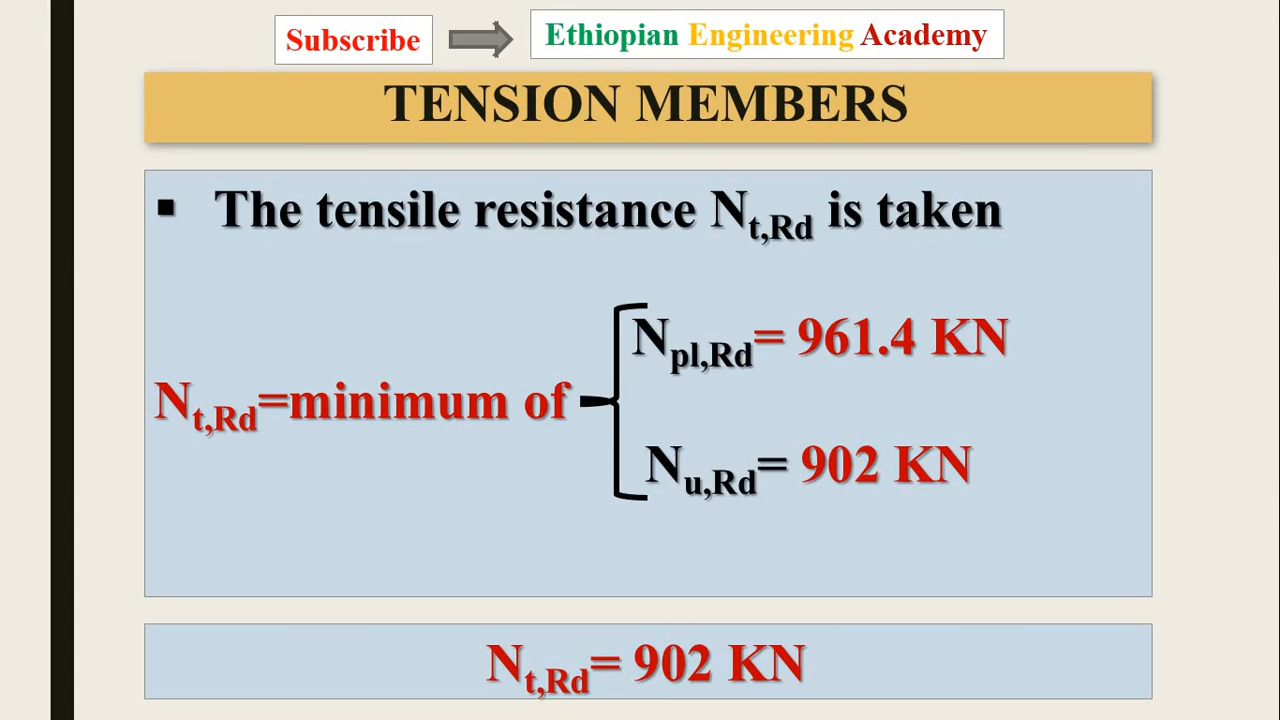 Subscribe
Ethiopian Engineering Academy
TENSION MEMBERS
▪ The tensile resistance Nt,Rd is taken
Npl,Rd= 961.4 KN
Nt,Rd=minimum of
Nu,Rd= 902 KN
Nt,Rd= 902 KN